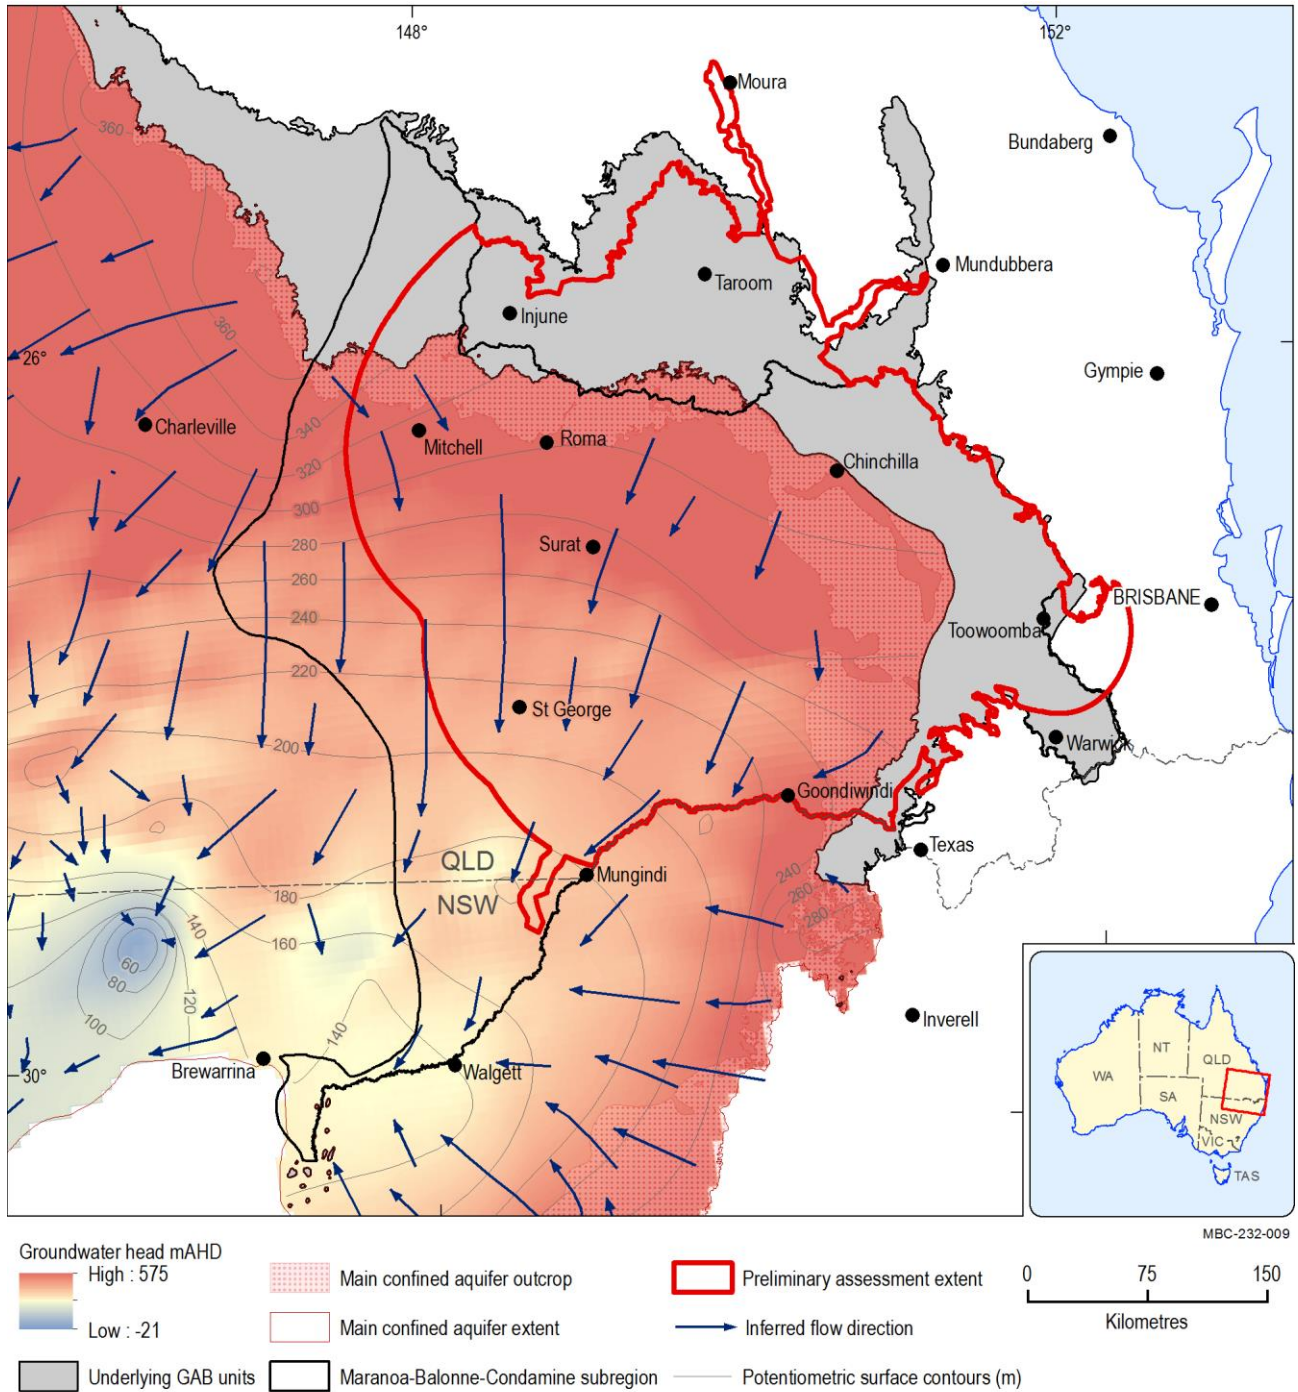 148°
152°
Moura
360
Bundaberg
Mundubbera
Taroom
Injune
360
26°
Gympie
Charleville
340
Mitchell
Roma
320
Chinchilla
300
280
Surat
260
240
BRISBANE
Toowoomba
220
St George
200
Warwick
Goondiwindi
QLD
Texas
Mungindi
240
260
180
NSW
280
140
160
60
80
120
100
140
Inverell
Brewarrina
Walgett
30°
NT
QLD
WA
SA
NSW
VIC
TAS
MBC-232-009
Groundwater head mAHD
High : 575
Low : -21
Main confined aquifer outcrop
Main confined aquifer extent
Preliminary assessment extent
Inferred flow direction
0 75 150
Kilometres
Underlying GAB units
Maranoa-Balonne-Condamine subregion
Potentiometric surface contours (m)